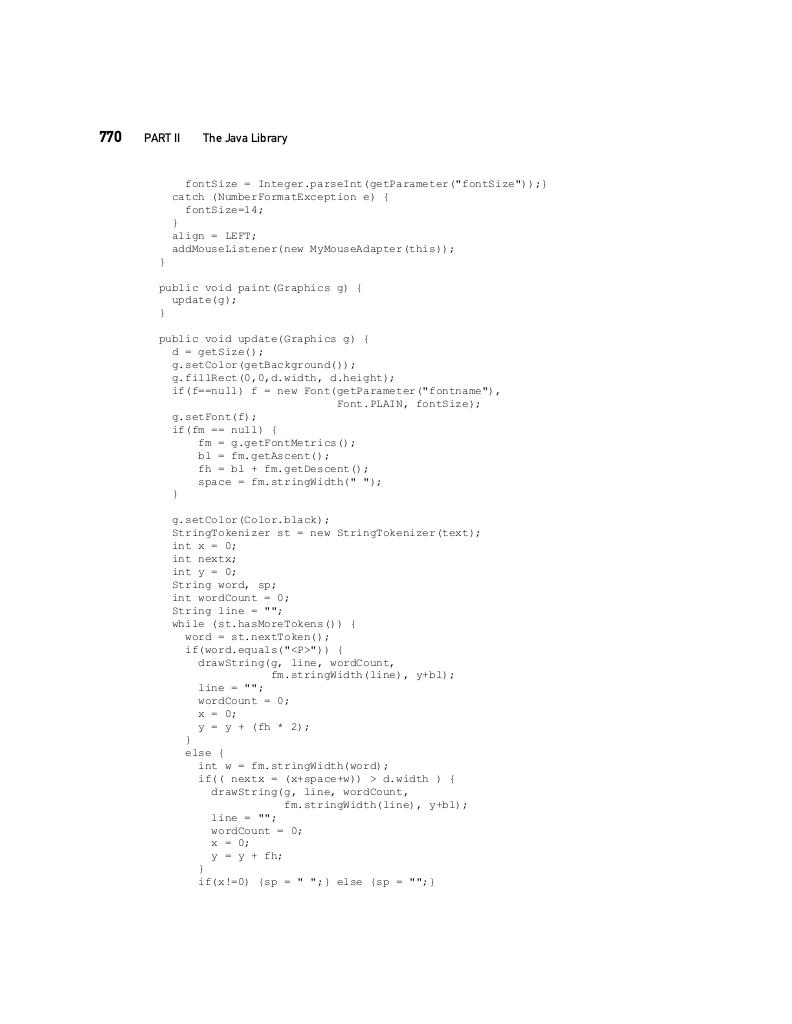 770 PART II The Java Library
fontSize = Integer.parseInt(getParameter("fontSize"));}
catch (NumberFormatException e) {
fontSize=14;
}
align = LEFT;
addMouseListener(new MyMouseAdapter(this));
}
public void paint(Graphics g) {
update(g);
}
public void update(Graphics g) {
d = getSize();
g.setColor(getBackground());
g.fillRect(0,0,d.width, d.height);
if(f==null) f = new Font(getParameter("fontname"),
Font.PLAIN, fontSize);
g.setFont(f);
if(fm == null) {
fm = g.getFontMetrics();
bl = fm.getAscent();
fh = bl + fm.getDescent();
space = fm.stringWidth(" ");
}
g.setColor(Color.black);
StringTokenizer st = new StringTokenizer(text);
int x = 0;
int nextx;
int y = 0;
String word, sp;
int wordCount = 0;
String line = "";
while (st.hasMoreTokens()) {
word = st.nextToken();
if(word.equals("<P>")) {
drawString(g, line, wordCount,
fm.stringWidth(line), y+bl);
line = "";
wordCount = 0;
x = 0;
y = y + (fh * 2);
}
else {
int w = fm.stringWidth(word);
if(( nextx = (x+space+w)) > d.width ) {
drawString(g, line, wordCount,
fm.stringWidth(line), y+bl);
line = "";
wordCount = 0;
x = 0;
y = y + fh;
}
if(x!=0) {sp = " ";} else {sp = "";}